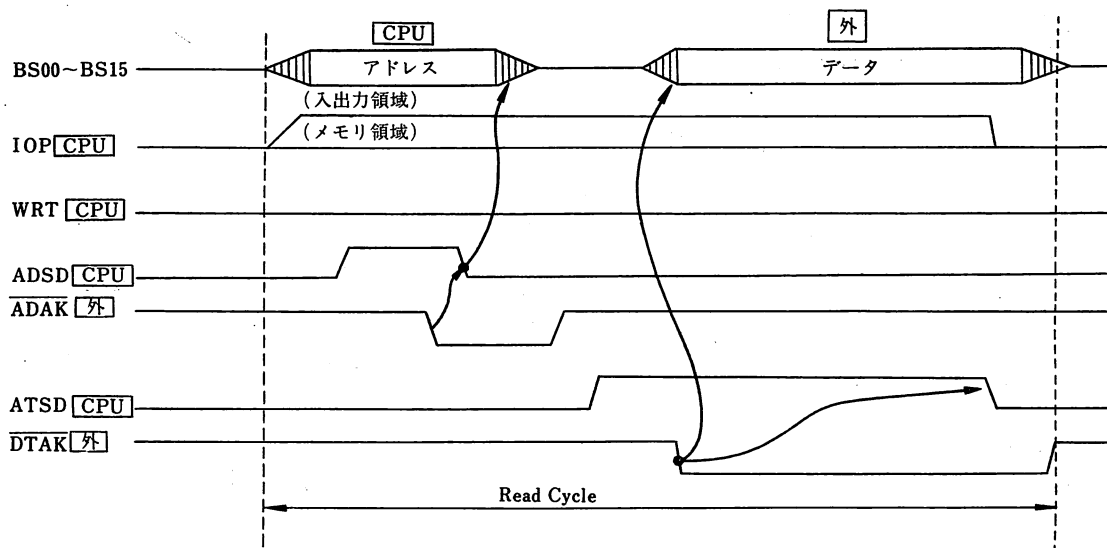 CPU
外
BS00~BS15
アドレス
データ
(入出力領域)
(メモリ領域)
IOP CPU
WRT CPU
ADSD CPU
ADAK 外
ATSD CPU
DTAK 外
Read Cycle